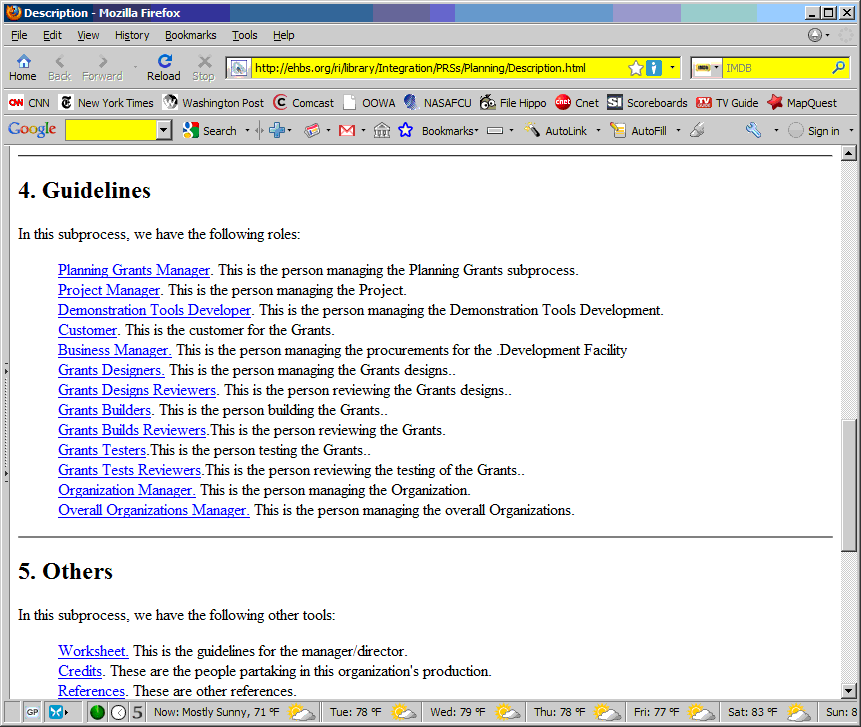 Description - Mozilla Firefox
File Edit View History Bookmarks Tools Help
Home Back Forward Reload Stop http://ehbs.org/ri/library/Integration/PRSs/Planning/Description.html IMDB
CNN New York Times Washington Post Comcast OOWA NASAFCU File Hippo cnet Cnet Scoreboards TV Guide MapQuest
Google Search Bookmarks AutoLink AutoFill Sign in
4. Guidelines
In this subprocess, we have the following roles:
Planning Grants Manager. This is the person managing the Planning Grants subprocess.
Project Manager. This is the person managing the Project.
Demonstration Tools Developer. This is the person managing the Demonstration Tools Development.
Customer. This is the customer for the Grants.
Business Manager. This is the person managing the procurements for the .Development Facility
Grants Designers. This is the person managing the Grants designs..
Grants Designs Reviewers. This is the person reviewing the Grants designs..
Grants Builders. This is the person building the Grants..
Grants Builds Reviewers.This is the person reviewing the Grants.
Grants Testers.This is the person testing the Grants..
Grants Tests Reviewers.This is the person reviewing the testing of the Grants..
Organization Manager. This is the person managing the Organization.
Overall Organizations Manager. This is the person managing the overall Organizations.
5. Others
In this subprocess, we have the following other tools:
Worksheet. This is the guidelines for the manager/director.
Credits. These are the people partaking in this organization's production.
References. These are other references.
GP 5 Now: Mostly Sunny, 71 °F Tue: 78 °F Wed: 79 °F Thu: 78 °F Fri: 77 °F Sat: 83 °F Sun: 8